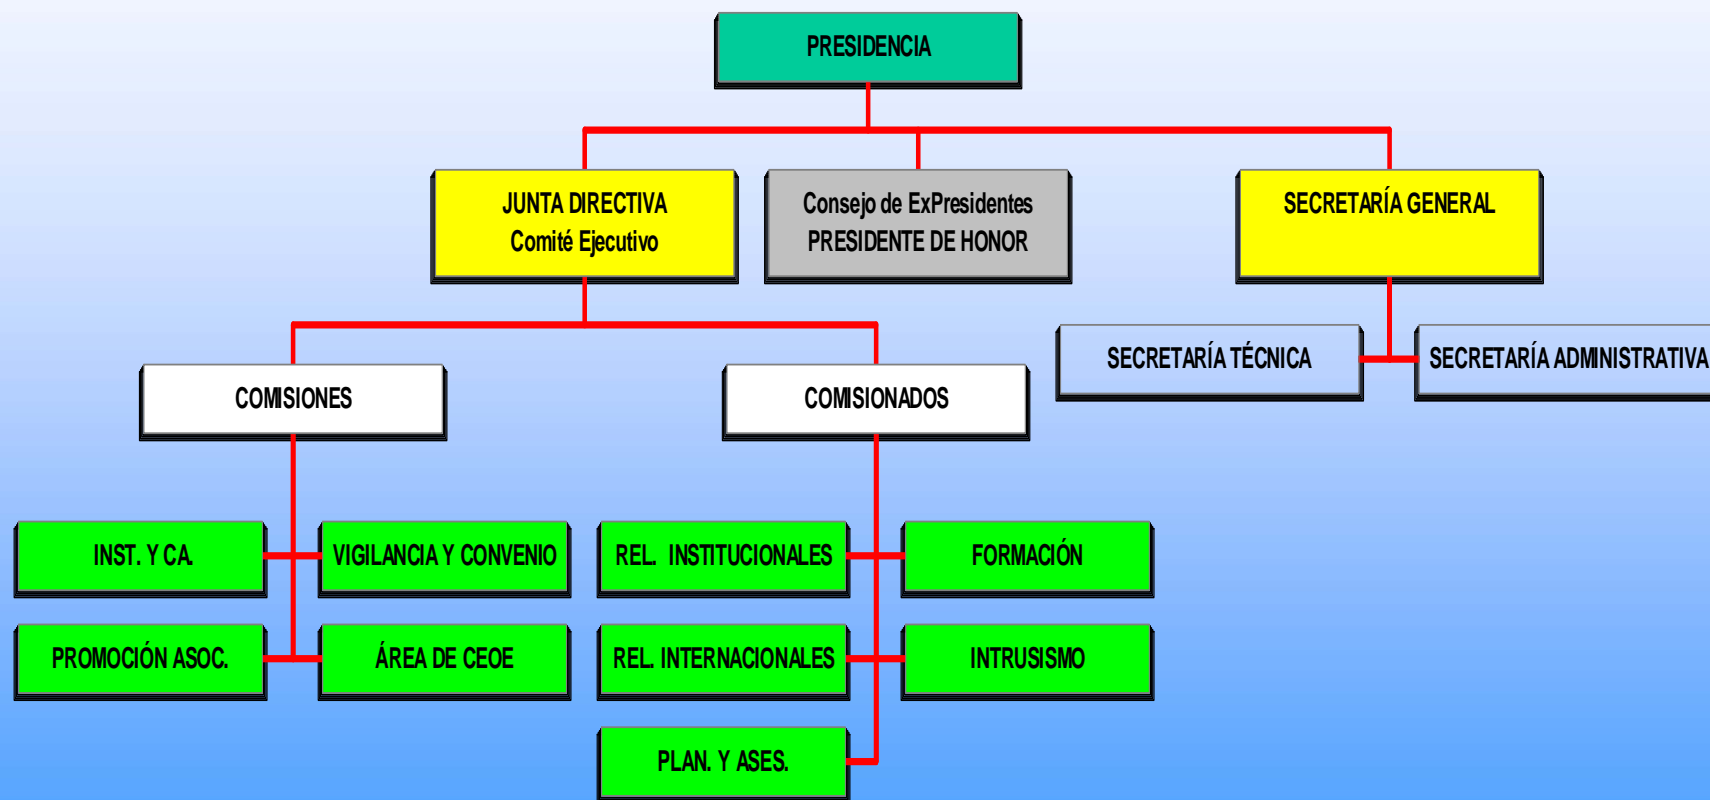 PRESIDENCIA
JUNTA DIRECTIVA
Comité Ejecutivo
Consejo de ExPresidentes
PRESIDENTE DE HONOR
SECRETARÍA GENERAL
SECRETARÍA TÉCNICA
SECRETARÍA ADMINISTRATIVA
COMISIONES
COMISIONADOS
INST. Y CA.
VIGILANCIA Y CONVENIO
REL. INSTITUCIONALES
FORMACIÓN
PROMOCIÓN ASOC.
ÁREA DE CEOE
REL. INTERNACIONALES
INTRUSISMO
PLAN. Y ASES.